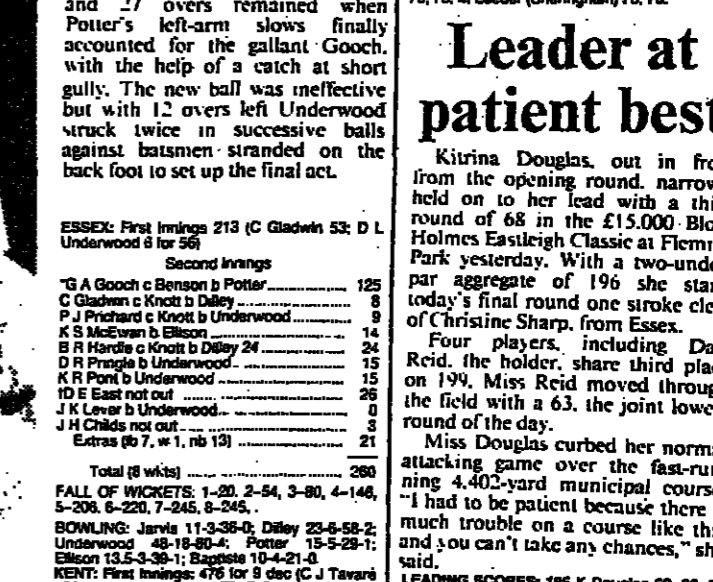 and 27 overs remained when
Potter's left-arm slows finally
accounted for the gallant Gooch,
with the help of a catch at short
gully. The new ball was ineffective
but with 12 overs left Underwood
struck twice in successive balls
against batsmen stranded on the
back foot to set up the final act.
ESSEX: First Innings 213 (C Gladwin 53; D L
Underwood 6 for 56)
Second Innings
*G A Gooch c Benson b Potter 125
C Gladwin c Knott b Dilley 8
P J Prichard c Knott b Underwood 9
K S McEwan b Ellison 14
B R Hardie c Knott b Dilley 24 24
D R Pringle b Underwood 15
K R Pont b Underwood 15
†D E East not out 26
J K Lever b Underwood 0
J H Childs not out 3
Extras (lb 7, w 1, nb 13) 21
Total (8 wkts) 260
FALL OF WICKETS: 1-20, 2-54, 3-80, 4-146,
5-206, 6-220, 7-245, 8-245, .
BOWLING: Jarvis 11-3-36-0; Dilley 23-6-58-2;
Underwood 48-18-80-4; Potter 15-5-29-1;
Ellison 13.5-3-39-1; Baptiste 10-4-21-0.
KENT: First Innings: 476 for 9 dec (C J Tavaré
Leader at
patient best
Kitrina Douglas, out in fro
from the opening round, narrow
held on to her lead with a thi
round of 68 in the £15.000 Blo
Holmes Eastleigh Classic at Flemi
Park yesterday. With a two-unde
par aggregate of 196 she star
today's final round one stroke cle
of Christine Sharp, from Essex.
Four players, including Da
Reid, the holder, share third plac
on 199. Miss Reid moved throug
the field with a 63, the joint lowe
round of the day.
Miss Douglas curbed her norma
attacking game over the fast-run
ning 4.402-yard municipal course
"I had to be patient because there
much trouble on a course like thi
and you can't take any chances," sh
said.
LEADING SCORES: 196 K Douglas